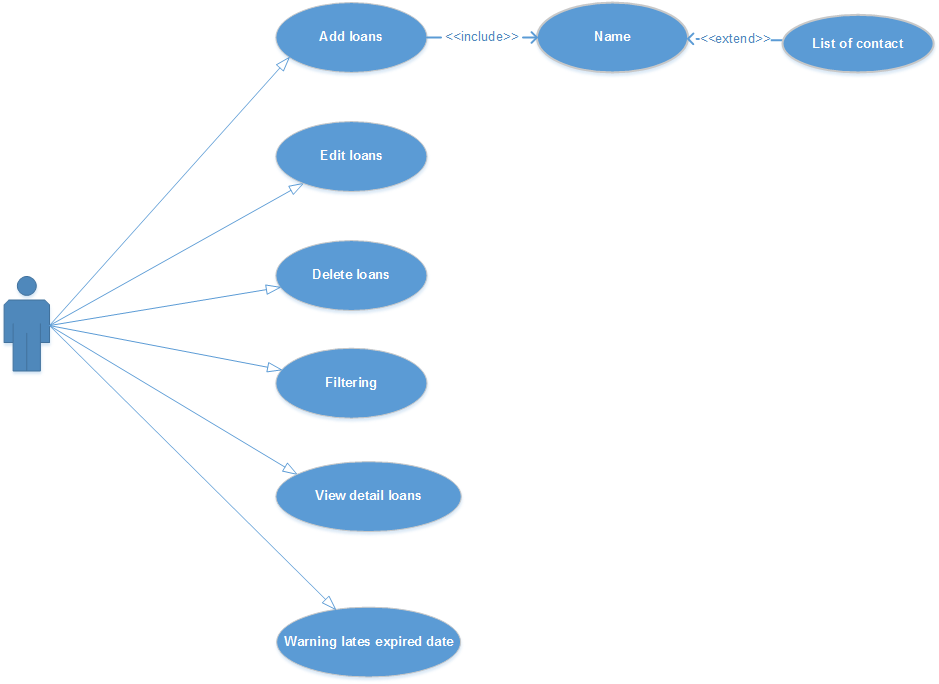 Add loans
<<include>>
Name
<<extend>>
List of contact
Edit loans
Delete loans
Filtering
View detail loans
Warning lates expired date